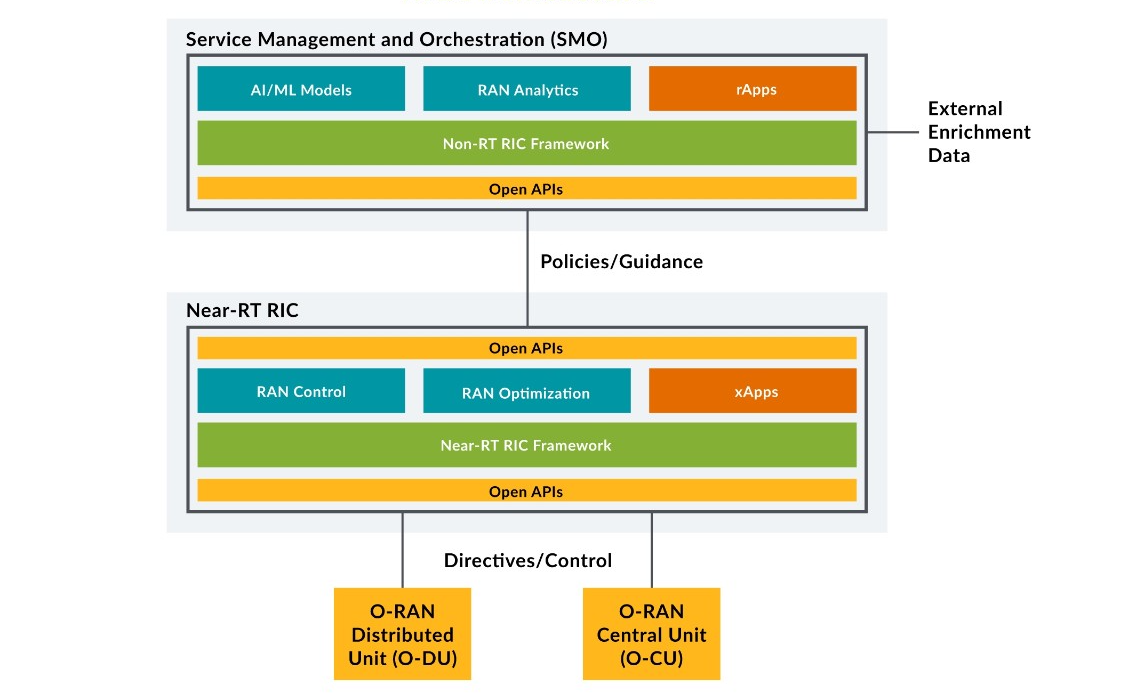 Service Management and Orchestration (SMO)
AI/ML Models
RAN Analytics
rApps
Non-RT RIC Framework
Open APIs
External
Enrichment
Data
Policies/Guidance
Near-RT RIC
Open APIs
RAN Control
RAN Optimization
xApps
Near-RT RIC Framework
Open APIs
Directives/Control
O-RAN
Distributed
Unit (O-DU)
O-RAN
Central Unit
(O-CU)